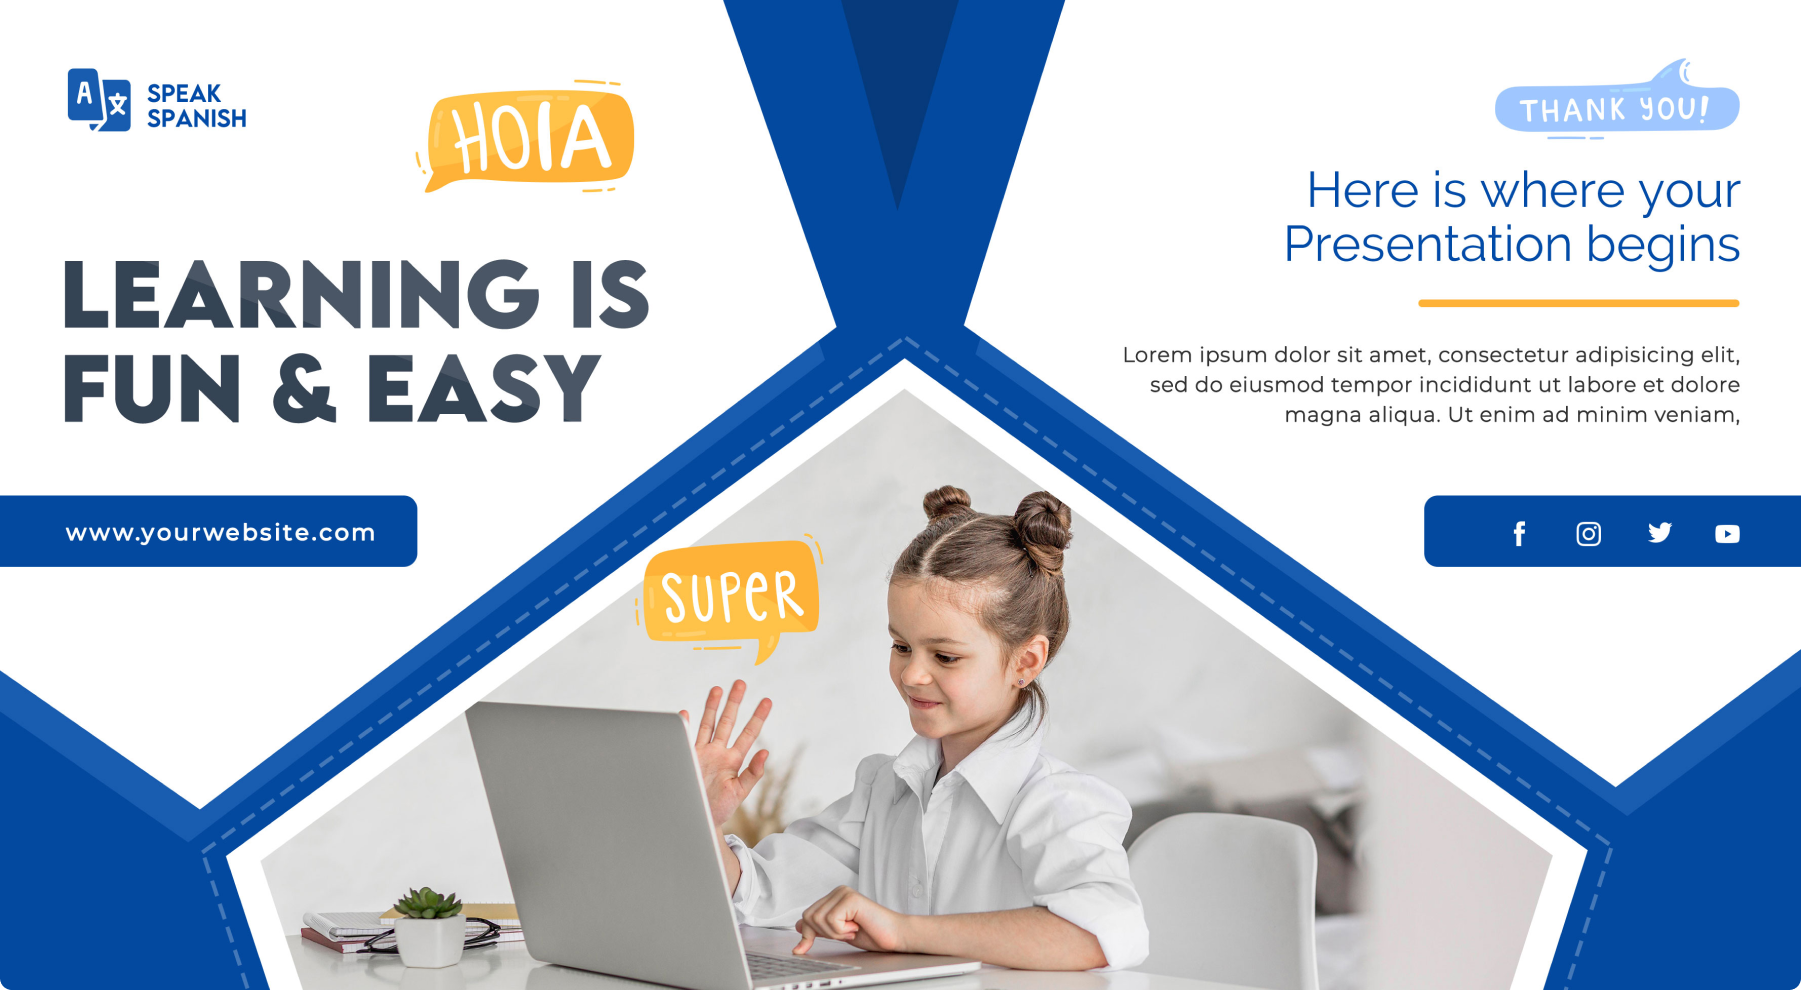 SPEAK
SPANISH
HOlA
LEARNING IS
FUN & EASY
www.yourwebsite.com
SUPeR
THANK YOU!
Here is where your
Presentation begins
Lorem ipsum dolor sit amet, consectetur adipisicing elit,
sed do eiusmod tempor incididunt ut labore et dolore
magna aliqua. Ut enim ad minim veniam,